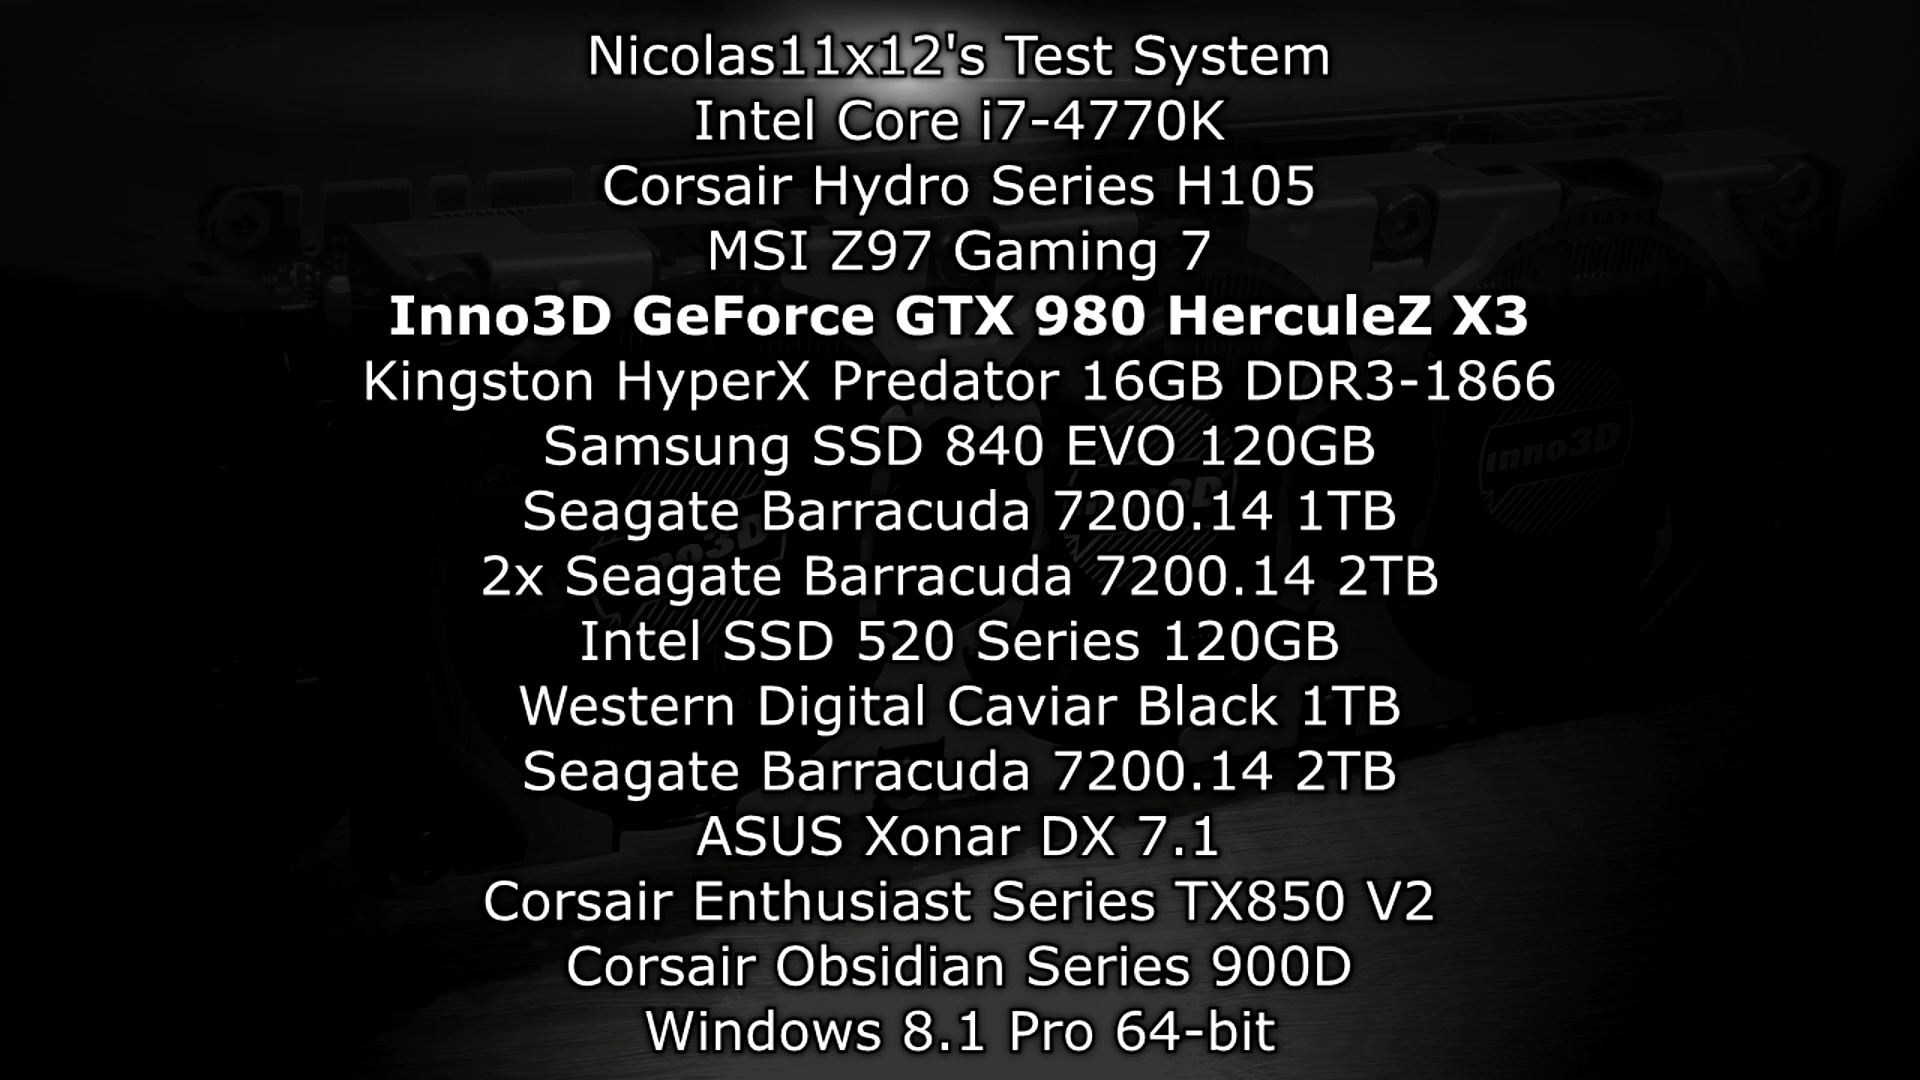 Nicolas11x12's Test System
Intel Core i7-4770K
Corsair Hydro Series H105
MSI Z97 Gaming 7
Inno3D GeForce GTX 980 HerculeZ X3
Kingston HyperX Predator 16GB DDR3-1866
Samsung SSD 840 EVO 120GB
Seagate Barracuda 7200.14 1TB
2x Seagate Barracuda 7200.14 2TB
Intel SSD 520 Series 120GB
Western Digital Caviar Black 1TB
Seagate Barracuda 7200.14 2TB
ASUS Xonar DX 7.1
Corsair Enthusiast Series TX850 V2
Corsair Obsidian Series 900D
Windows 8.1 Pro 64-bit
Inno3D
Inno3D
Inno3D